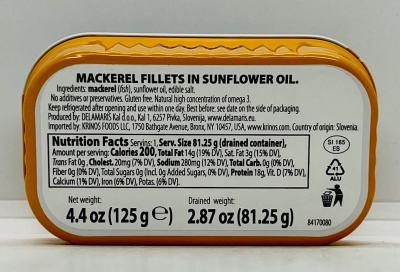 MACKEREL FILLETS IN SUNFLOWER OIL.
Ingredients: mackerel (fish), sunflower oil, edible salt.
No additives or preservatives. Gluten free. Natural high concentration of omega 3.
Keep refrigerated after opening and use within one day. Best before: see date on the side of packaging.
Produced by: DELAMARIS Kal d.o.o., Kal 1, 6257 Pivka, Slovenija, www.delamaris.eu.
Imported by: KRINOS FOODS LLC, 1750 Bathgate Avenue, Bronx, NY 10457, USA, www.krinos.com. Country of origin: Slovenia.
Nutrition Facts Servings: 1, Serv. Size 81.25 g (drained container),
Amount per serving: Calories 200, Total Fat 14g (19% DV), Sat. Fat 3g (15% DV),
Trans Fat 0g, Cholest. 20mg (7% DV), Sodium 280mg (12% DV), Total Carb. 0g (0% DV),
Fiber 0g (0% DV), Total Sugars 0g (Incl. 0g Added Sugars, 0% DV), Protein 18g, Vit. D (7% DV),
Calcium (1% DV), Iron (6% DV), Potas. (6% DV).
SI 165
ES
41
ALU
Net weight:
4.4 oz (125 g ℮)
Drained weight:
2.87 oz (81.25 g)
84170080